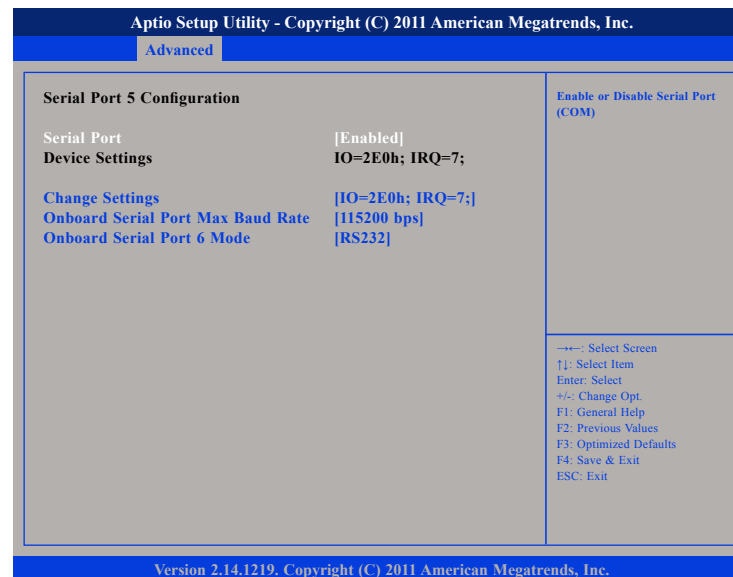 Aptio Setup Utility - Copyright (C) 2011 American Megatrends, Inc.
Advanced
Serial Port 5 Configuration
Serial Port [Enabled]
Device Settings IO=2E0h; IRQ=7;
Change Settings [IO=2E0h; IRQ=7;]
Onboard Serial Port Max Baud Rate [115200 bps]
Onboard Serial Port 6 Mode [RS232]
Enable or Disable Serial Port
(COM)
→←: Select Screen
↑↓: Select Item
Enter: Select
+/-: Change Opt.
F1: General Help
F2: Previous Values
F3: Optimized Defaults
F4: Save & Exit
ESC: Exit
Version 2.14.1219. Copyright (C) 2011 American Megatrends, Inc.